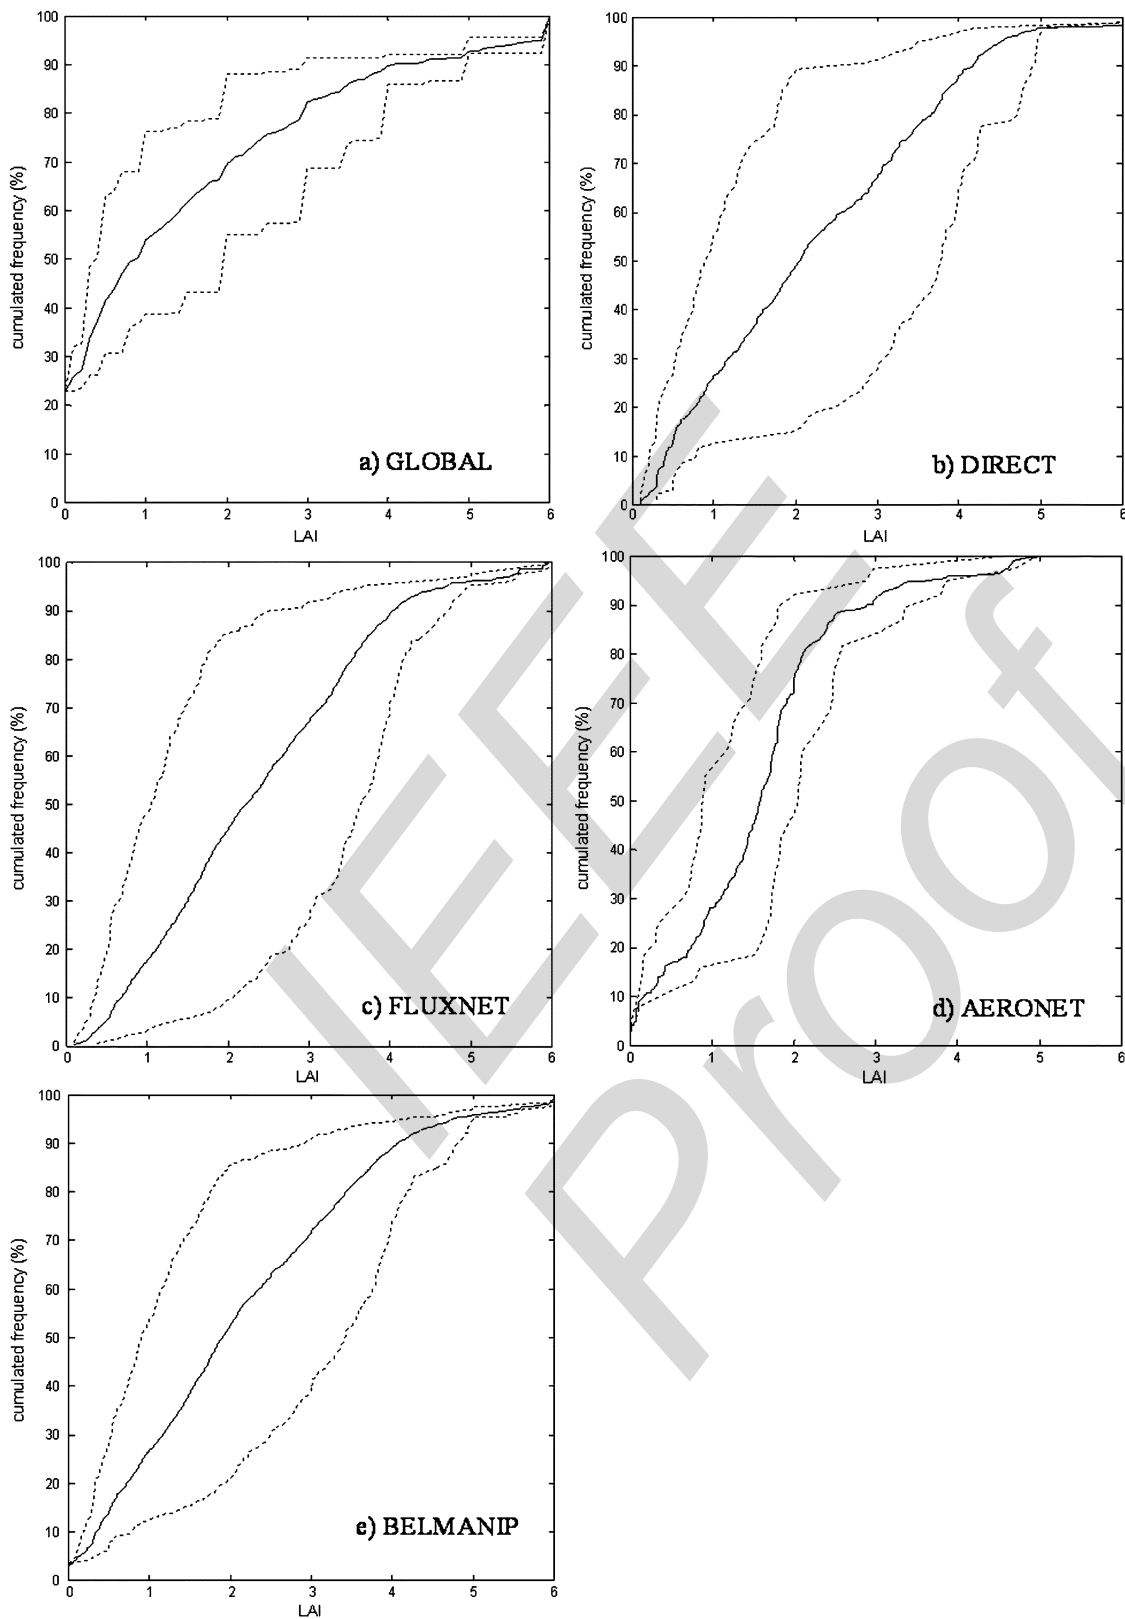 100
90
80
70
60
50
40
30
20
10
0
cumulated frequency (%)
0 1 2 3 4 5 6
LAI
a) GLOBAL
100
90
80
70
60
50
40
30
20
10
0
cumulated frequency (%)
0 1 2 3 4 5 6
LAI
b) DIRECT
100
90
80
70
60
50
40
30
20
10
0
cumulated frequency (%)
0 1 2 3 4 5 6
LAI
c) FLUXNET
100
90
80
70
60
50
40
30
20
10
0
cumulated frequency (%)
0 1 2 3 4 5 6
LAI
d) AERONET
100
90
80
70
60
50
40
30
20
10
0
cumulated frequency (%)
0 1 2 3 4 5 6
LAI
e) BELMANIP
IEEE
Proof